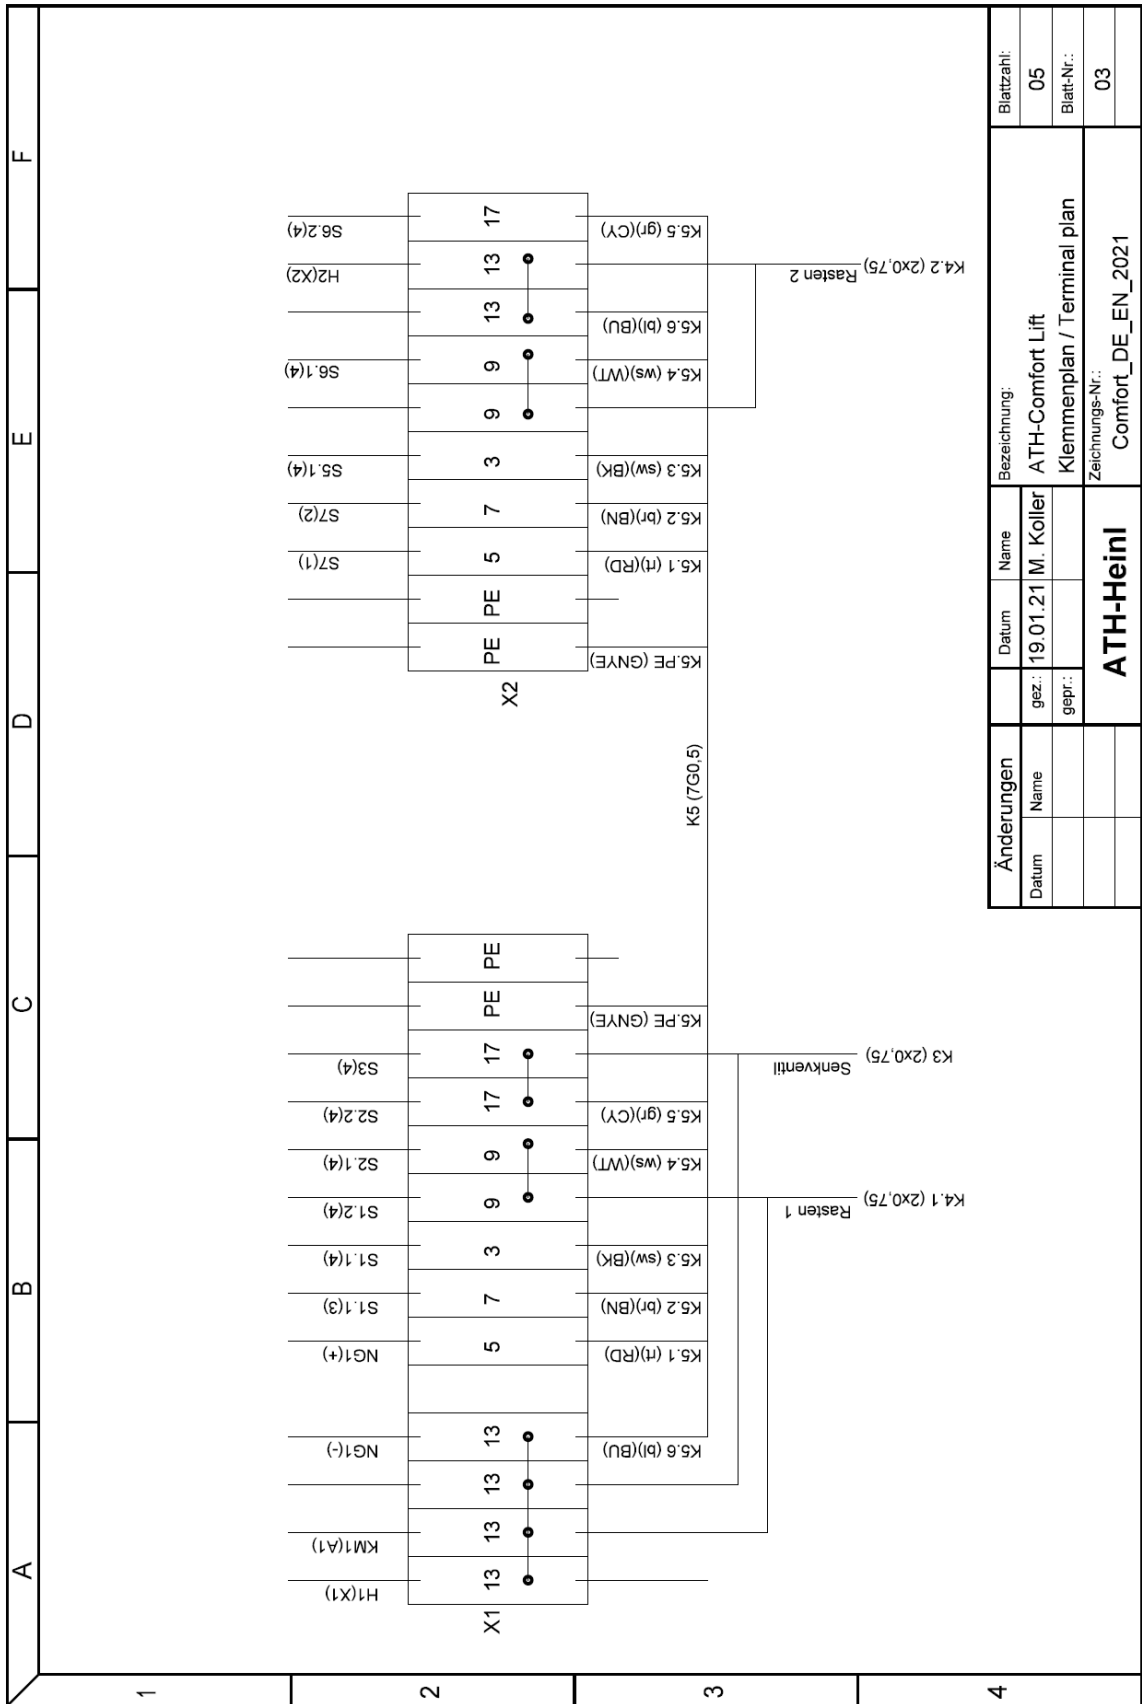 A
B
C
D
E
F
1
2
3
4
H1(X1)
KM1(A1)
NG1(-)
NG1(+)
S1.1(3)
S1.1(4)
S1.2(4)
S2.1(4)
S2.2(4)
S3(4)
X1
13
13
13
13
5
7
3
9
9
17
17
PE
PE
K5.6 (bl)(BU)
K5.1 (rt)(RD)
K5.2 (br)(BN)
K5.3 (sw)(BK)
K5.4 (ws)(WT)
K5.5 (gr)(CY)
K5.PE (GNYE)
Rasten 1
K4.1 (2x0,75)
Senkventil
K3 (2x0,75)
K5 (7G0,5)
S7(1)
S7(2)
S5.1(4)
S6.1(4)
H2(X2)
S6.2(4)
X2
PE
PE
5
7
3
9
9
13
13
17
K5.PE (GNYE)
K5.1 (rt)(RD)
K5.2 (br)(BN)
K5.3 (sw)(BK)
K5.4 (ws)(WT)
K5.6 (bl)(BU)
K5.5 (gr)(CY)
Rasten 2
K4.2 (2x0,75)
Änderungen
Datum
Name
Datum
Name
gez.:
19.01.21
M. Koller
gepr.:
ATH-Heinl
Bezeichnung:
ATH-Comfort Lift
Klemmenplan / Terminal plan
Zeichnungs-Nr.:
Comfort_DE_EN_2021
Blattzahl:
05
Blatt-Nr.:
03